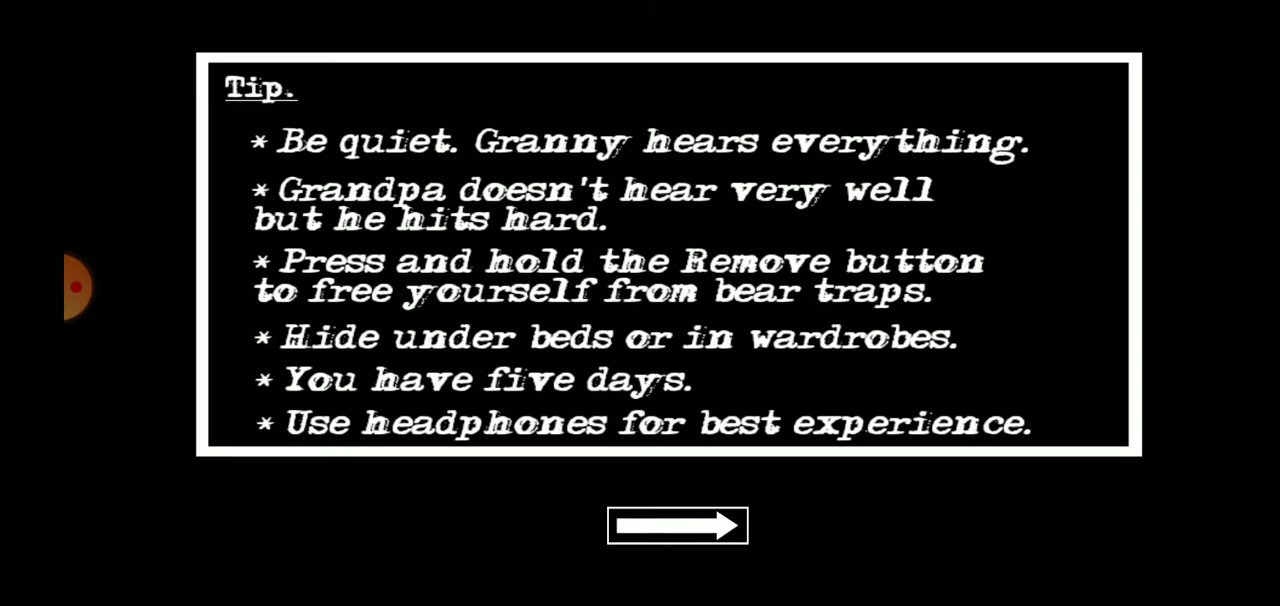 Tip.
* Be quiet. Granny hears everything.
* Grandpa doesn't hear very well
but he hits hard.
* Press and hold the Remove button
to free yourself from bear traps.
* Hide under beds or in wardrobes.
* You have five days.
* Use headphones for best experience.